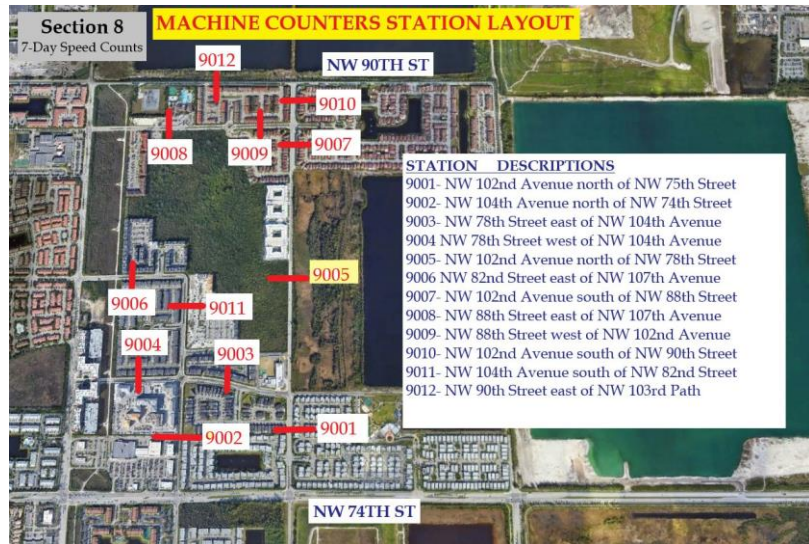 Section 8
7-Day Speed Counts
MACHINE COUNTERS STATION LAYOUT
9012
NW 90TH ST
9010
9008
9009
9007
STATION DESCRIPTIONS
9001- NW 102nd Avenue north of NW 75th Street
9002- NW 104th Avenue north of NW 74th Street
9003- NW 78th Street east of NW 104th Avenue
9004 NW 78th Street west of NW 104th Avenue
9005- NW 102nd Avenue north of NW 78th Street
9006 NW 82nd Street east of NW 107th Avenue
9007- NW 102nd Avenue south of NW 88th Street
9008- NW 88th Street east of NW 107th Avenue
9009- NW 88th Street west of NW 102nd Avenue
9010- NW 102nd Avenue south of NW 90th Street
9011- NW 104th Avenue south of NW 82nd Street
9012- NW 90th Street east of NW 103rd Path
9005
9006
9011
9004
9003
9002
9001
NW 74TH ST